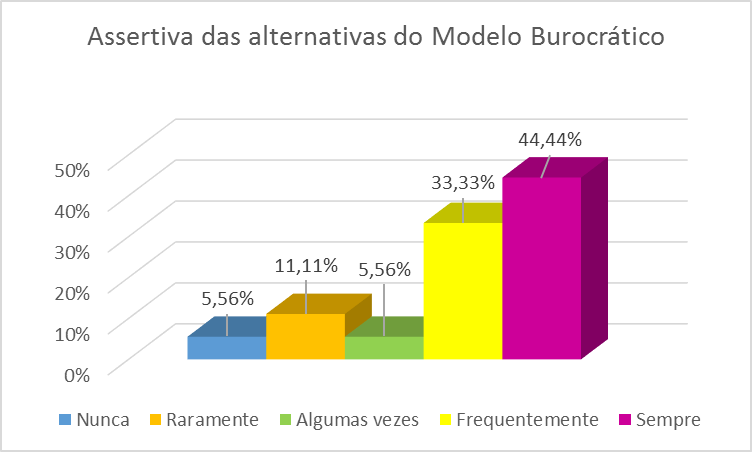 Assertiva das alternativas do Modelo Burocrático
44,44%
33,33%
11,11%
5,56%
5,56%
50%
40%
30%
20%
10%
0%
Nunca
Raramente
Algumas vezes
Frequentemente
Sempre